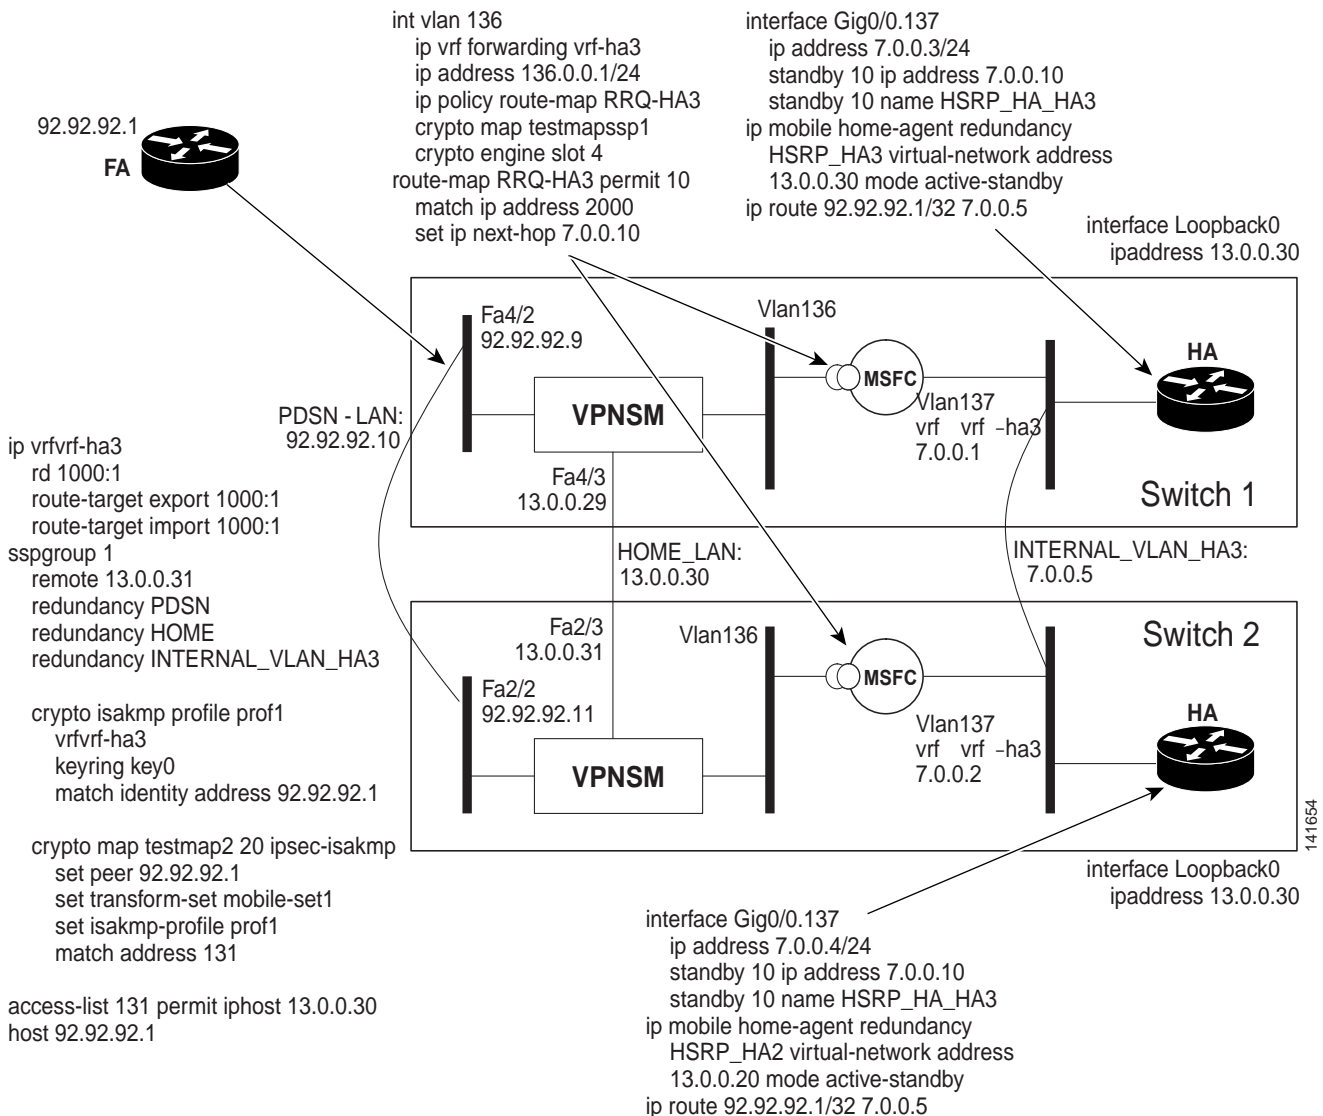 int vlan 136
ip vrf forwarding vrf-ha3
ip address 136.0.0.1/24
ip policy route-map RRQ-HA3
crypto map testmapssp1
crypto engine slot 4
route-map RRQ-HA3 permit 10
match ip address 2000
set ip next-hop 7.0.0.10
interface Gig0/0.137
ip address 7.0.0.3/24
standby 10 ip address 7.0.0.10
standby 10 name HSRP_HA_HA3
ip mobile home-agent redundancy
HSRP_HA3 virtual-network address
13.0.0.30 mode active-standby
ip route 92.92.92.1/32 7.0.0.5
92.92.92.1
FA
interface Loopback0
ipaddress 13.0.0.30
Fa4/2
92.92.92.9
Vlan136
VPNSM
MSFC
HA
Vlan137
vrf vrf -ha3
7.0.0.1
PDSN - LAN:
92.92.92.10
Fa4/3
13.0.0.29
Switch 1
HOME_LAN:
13.0.0.30
INTERNAL_VLAN_HA3:
7.0.0.5
ip vrfvrf-ha3
rd 1000:1
route-target export 1000:1
route-target import 1000:1
sspgroup 1
remote 13.0.0.31
redundancy PDSN
redundancy HOME
redundancy INTERNAL_VLAN_HA3
crypto isakmp profile prof1
vrfvrf-ha3
keyring key0
match identity address 92.92.92.1
crypto map testmap2 20 ipsec-isakmp
set peer 92.92.92.1
set transform-set mobile-set1
set isakmp-profile prof1
match address 131
access-list 131 permit iphost 13.0.0.30
host 92.92.92.1
Fa2/3
13.0.0.31
Vlan136
Switch 2
Fa2/2
92.92.92.11
VPNSM
MSFC
Vlan137
vrf vrf -ha3
7.0.0.2
HA
141654
interface Loopback0
ipaddress 13.0.0.30
interface Gig0/0.137
ip address 7.0.0.4/24
standby 10 ip address 7.0.0.10
standby 10 name HSRP_HA_HA3
ip mobile home-agent redundancy
HSRP_HA2 virtual-network address
13.0.0.20 mode active-standby
ip route 92.92.92.1/32 7.0.0.5